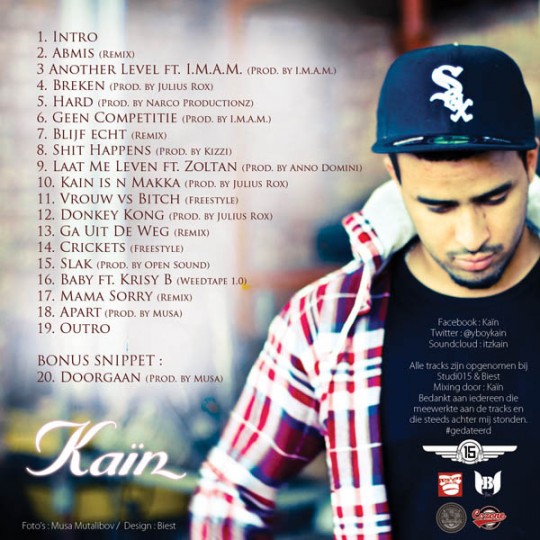 1. Intro
2. Abmis (Remix)
3 Another Level ft. I.M.A.M. (Prod. by I.M.A.M.)
4. Breken (Prod. by Julius Rox)
5. Hard (Prod. by Narco Productionz)
6. Geen Competitie (Prod. by I.M.A.M.)
7. Blijf echt (Remix)
8. Shit Happens (Prod. by Kizzi)
9. Laat Me Leven ft. Zoltan (Prod. by Anno Domini)
10. Kain is n Makka (Prod. by Julius Rox)
11. Vrouw vs Bitch (Freestyle)
12. Donkey Kong (Prod. by Julius Rox)
13. Ga Uit De Weg (Remix)
14. Crickets (Freestyle)
15. Slak (Prod. by Open Sound)
16. Baby ft. Krisy B (Weedtape 1.0)
17. Mama Sorry (Remix)
18. Apart (Prod. by Musa)
19. Outro
Bonus Snippet :
20. Doorgaan (Prod. by Musa)
Kaïn
Foto's : Musa Mutalibov / Design : Biest
Sox
Facebook : Kaïn
Twitter : @yboykain
Soundcloud : itzkain
Alle tracks zijn opgenomen bij
Studi015 & Biest
Mixing door : Kaïn
Bedankt aan iedereen die
meewerkte aan de tracks en
die steeds achter mij stonden.
#gedateerd
15
B